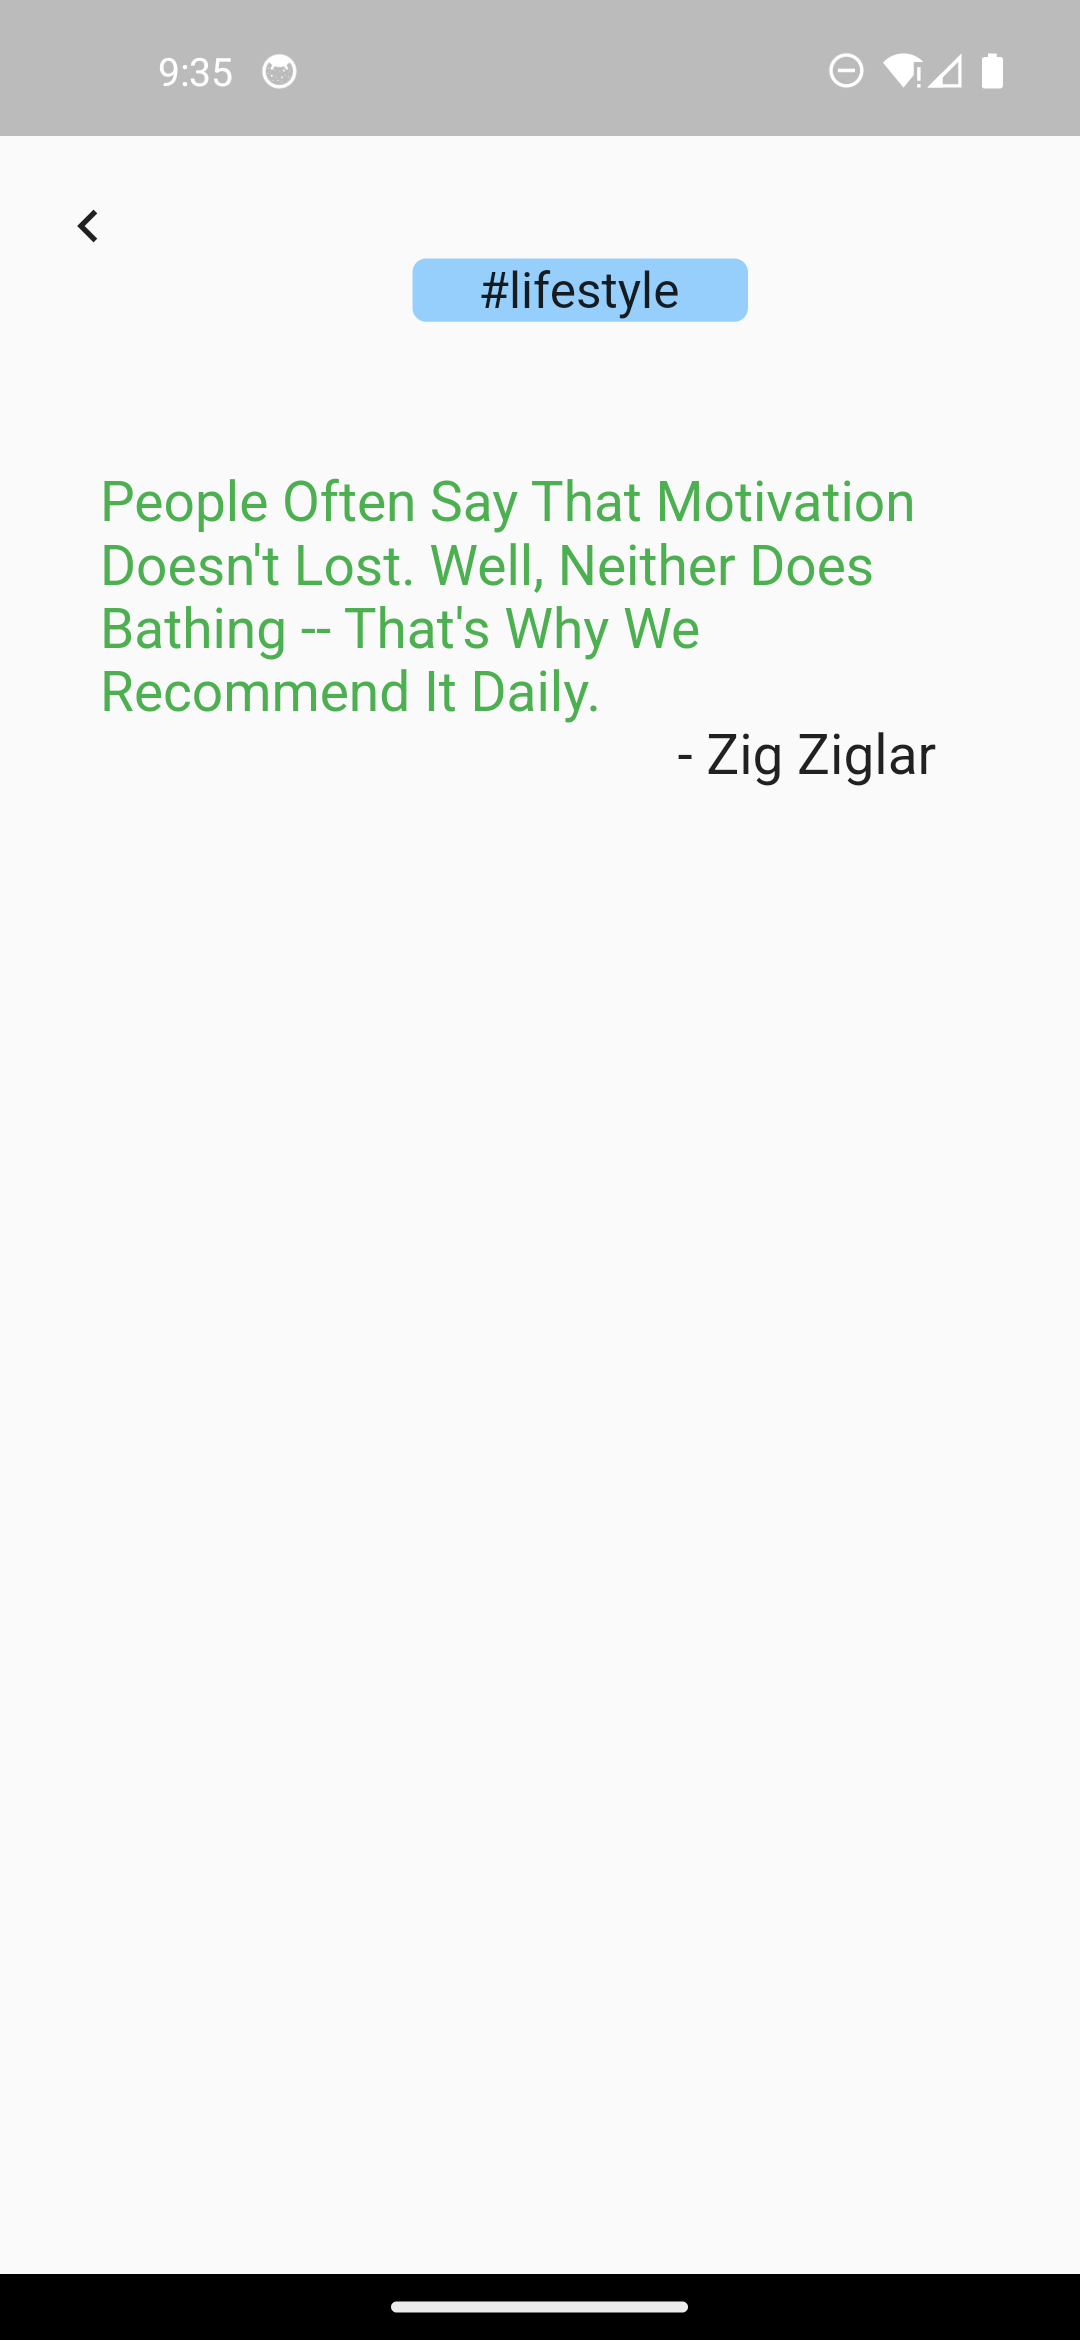 9:35
#lifestyle
People Often Say That Motivation
Doesn't Lost. Well, Neither Does
Bathing -- That's Why We
Recommend It Daily.
- Zig Ziglar